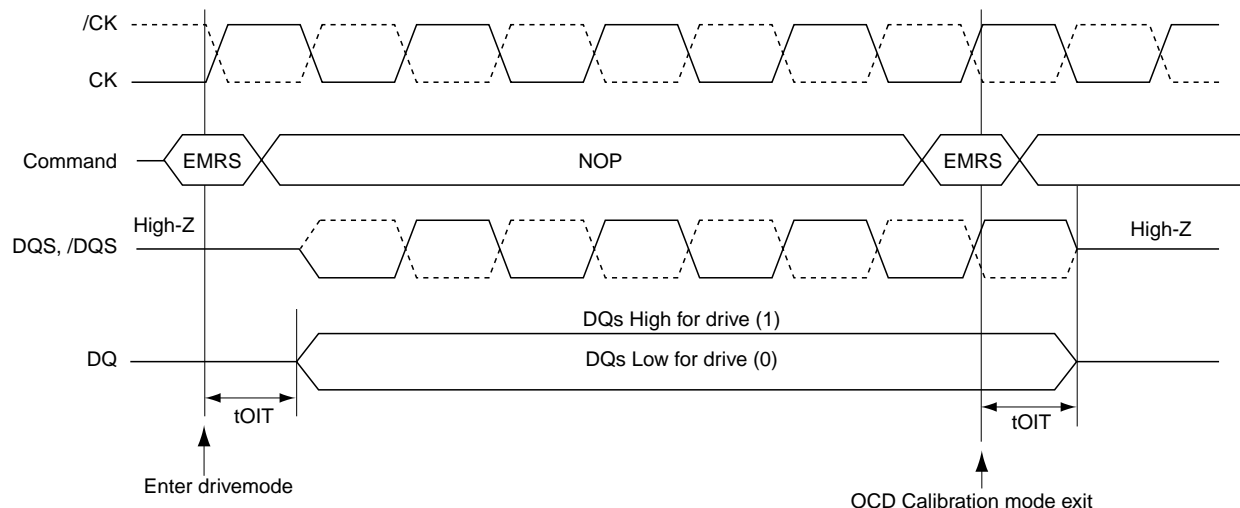 /CK
CK
Command
EMRS
NOP
EMRS
High-Z
DQS, /DQS
High-Z
DQs High for drive (1)
DQ
DQs Low for drive (0)
tOIT
tOIT
Enter drivemode
OCD Calibration mode exit